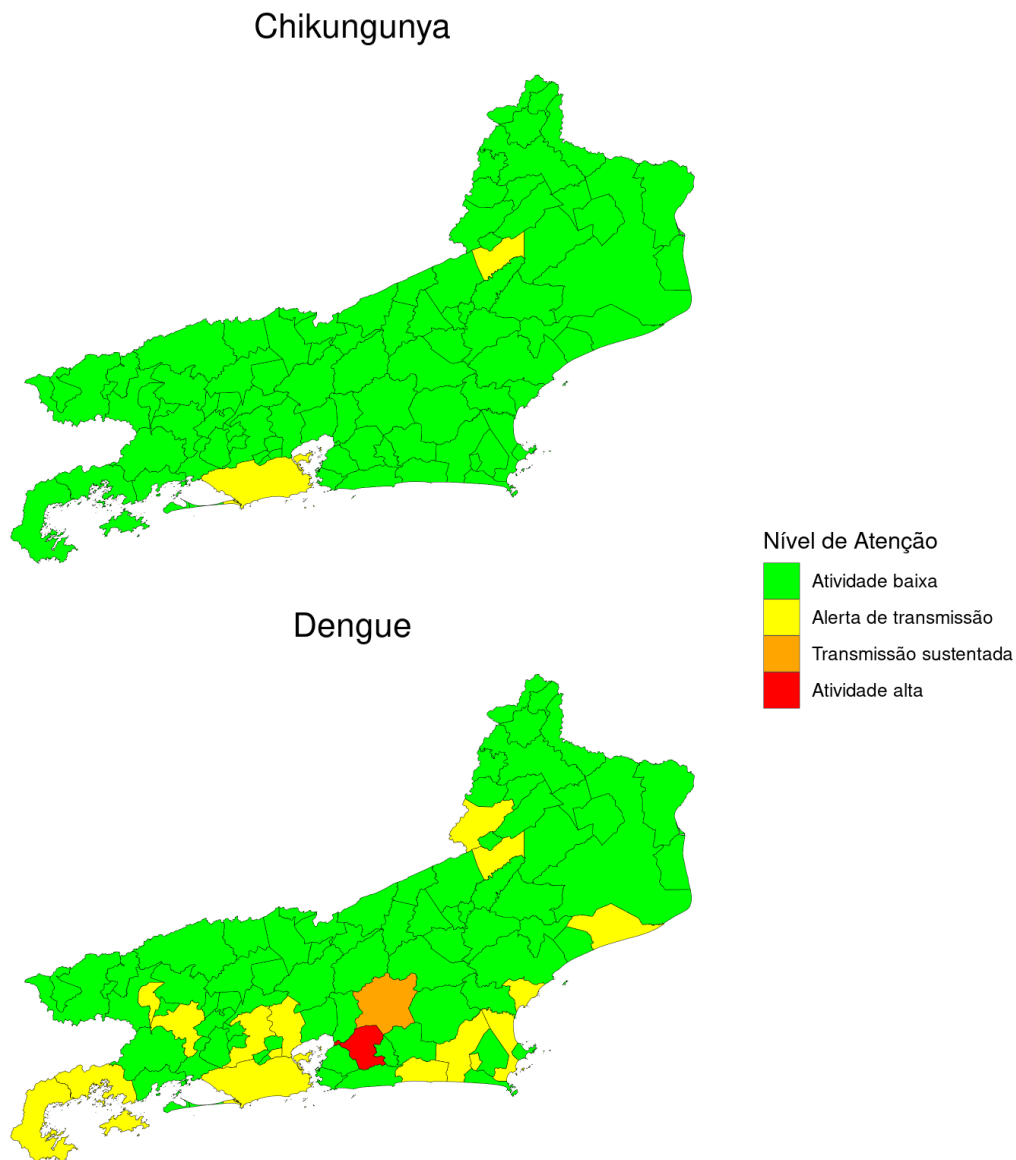 Chikungunya
Nível de Atenção
Atividade baixa
Alerta de transmissão
Transmissão sustentada
Atividade alta
Dengue